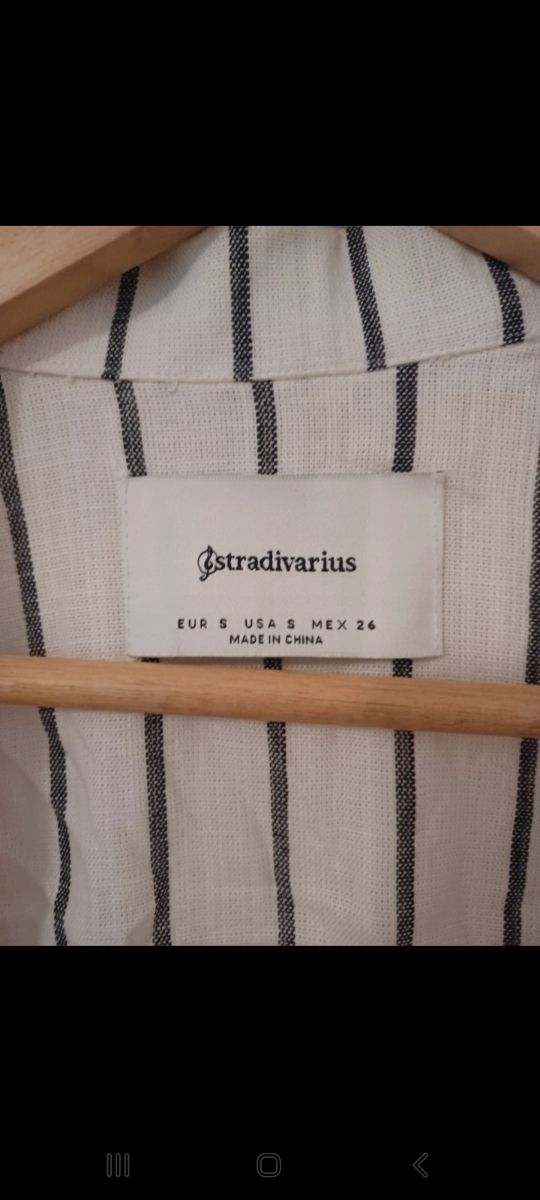 stradivarius
EUR S USA S MEX 26
MADE IN CHINA